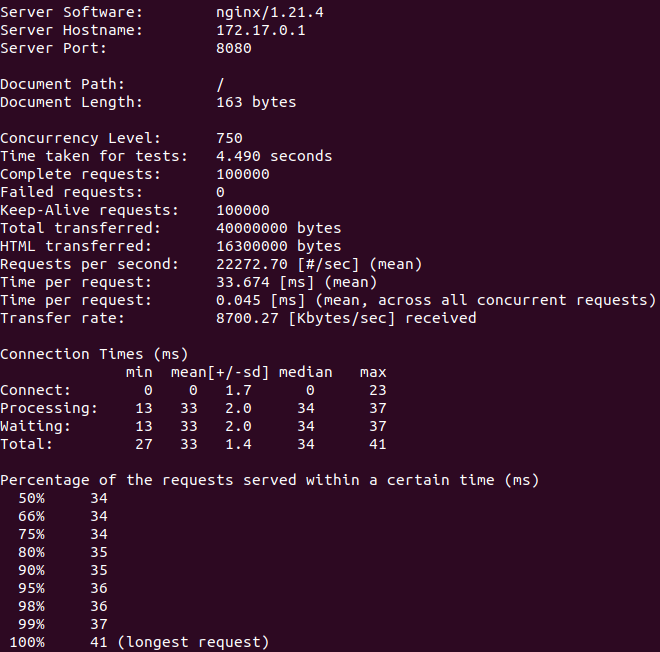 Server Software:        nginx/1.21.4
Server Hostname:        172.17.0.1
Server Port:            8080

Document Path:          /
Document Length:        163 bytes

Concurrency Level:      750
Time taken for tests:   4.490 seconds
Complete requests:      100000
Failed requests:        0
Keep-Alive requests:    100000
Total transferred:      40000000 bytes
HTML transferred:       16300000 bytes
Requests per second:    22272.70 [#/sec] (mean)
Time per request:       33.674 [ms] (mean)
Time per request:       0.045 [ms] (mean, across all concurrent requests)
Transfer rate:          8700.27 [Kbytes/sec] received

Connection Times (ms)
              min  mean[+/-sd] median   max
Connect:        0    0   1.7      0      23
Processing:    13   33   2.0     34      37
Waiting:       13   33   2.0     34      37
Total:         27   33   1.4     34      41

Percentage of the requests served within a certain time (ms)
  50%     34
  66%     34
  75%     34
  80%     35
  90%     35
  95%     36
  98%     36
  99%     37
 100%     41 (longest request)